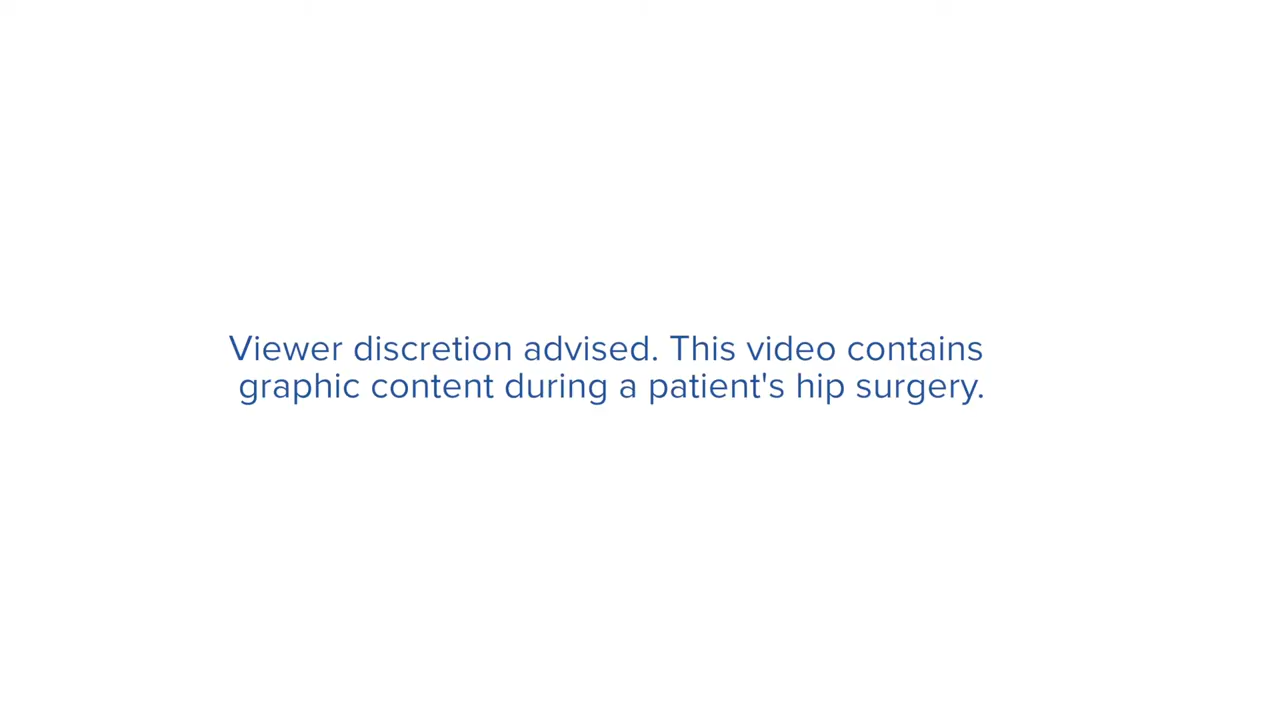 Viewer discretion advised. This video contains
graphic content during a patient's hip surgery.